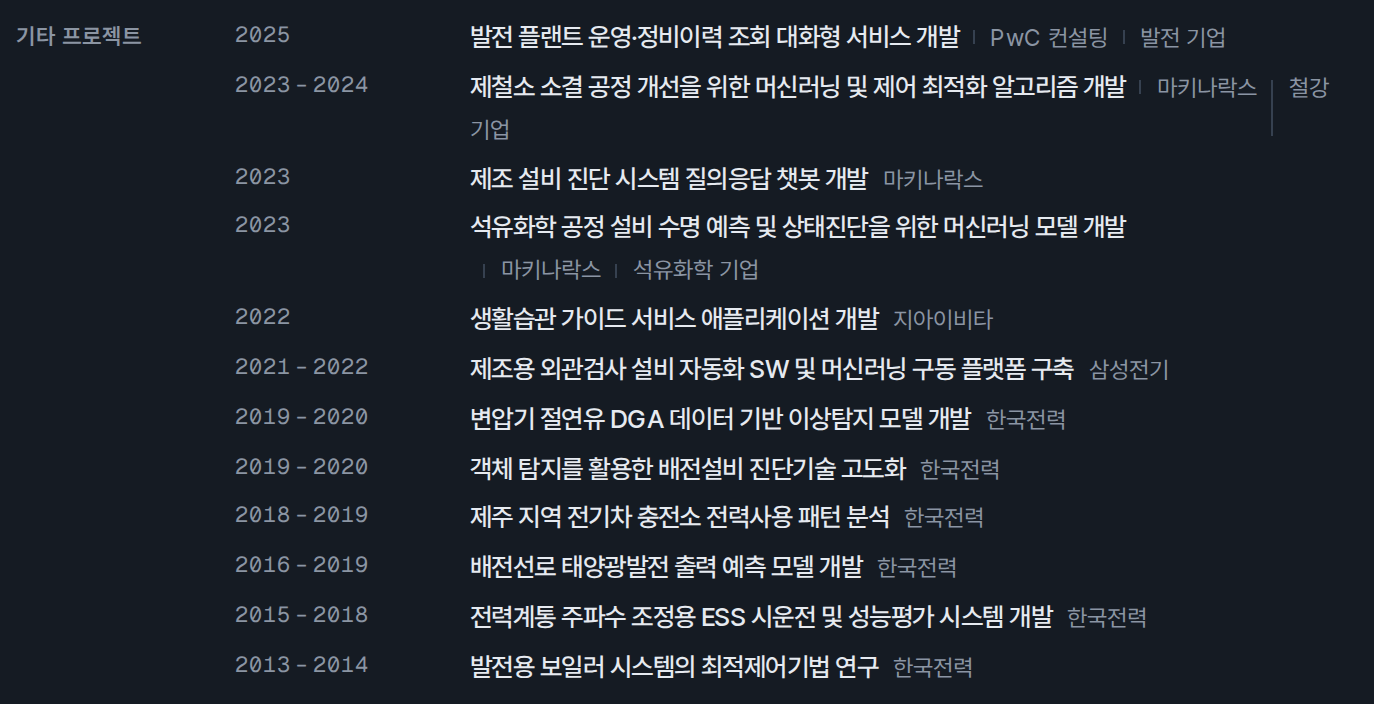 기타 프로젝트 2025 발전 플랜트 운영·정비이력 조회 대화형 서비스 개발 | PwC 컨설팅 | 발전 기업
2023 – 2024 제철소 소결 공정 개선을 위한 머신러닝 및 제어 최적화 알고리즘 개발 | 마키나락스 | 철강
기업
2023 제조 설비 진단 시스템 질의응답 챗봇 개발 마키나락스
2023 석유화학 공정 설비 수명 예측 및 상태진단을 위한 머신러닝 모델 개발
| 마키나락스 | 석유화학 기업
2022 생활습관 가이드 서비스 애플리케이션 개발 지아이비타
2021 – 2022 제조용 외관검사 설비 자동화 SW 및 머신러닝 구동 플랫폼 구축 삼성전기
2019 – 2020 변압기 절연유 DGA 데이터 기반 이상탐지 모델 개발 한국전력
2019 – 2020 객체 탐지를 활용한 배전설비 진단기술 고도화 한국전력
2018 – 2019 제주 지역 전기차 충전소 전력사용 패턴 분석 한국전력
2016 – 2019 배전선로 태양광발전 출력 예측 모델 개발 한국전력
2015 – 2018 전력계통 주파수 조정용 ESS 시운전 및 성능평가 시스템 개발 한국전력
2013 – 2014 발전용 보일러 시스템의 최적제어기법 연구 한국전력